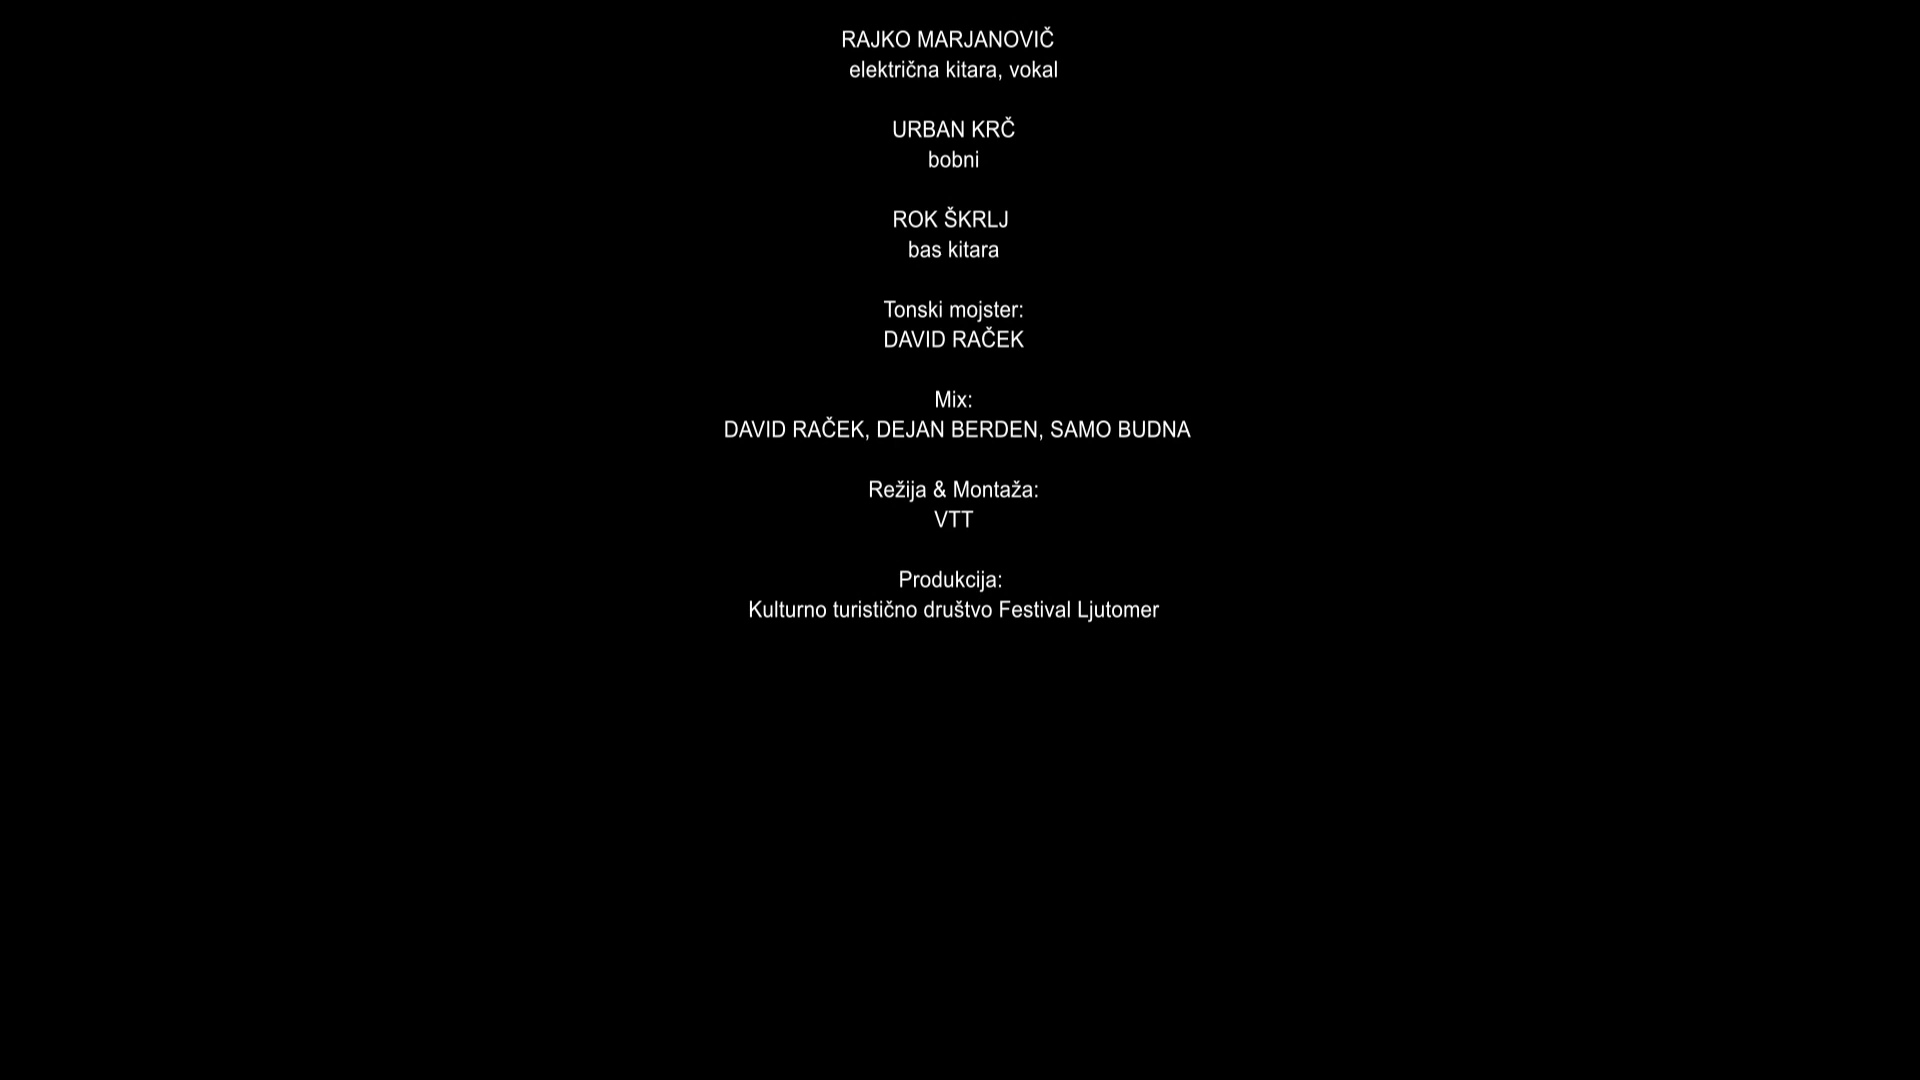 RAJKO MARJANOVIČ
električna kitara, vokal
URBAN KRČ
bobni
ROK ŠKRLJ
bas kitara
Tonski mojster:
DAVID RAČEK
Mix:
DAVID RAČEK, DEJAN BERDEN, SAMO BUDNA
Režija & Montaža:
VTT
Produkcija:
Kulturno turistično društvo Festival Ljutomer